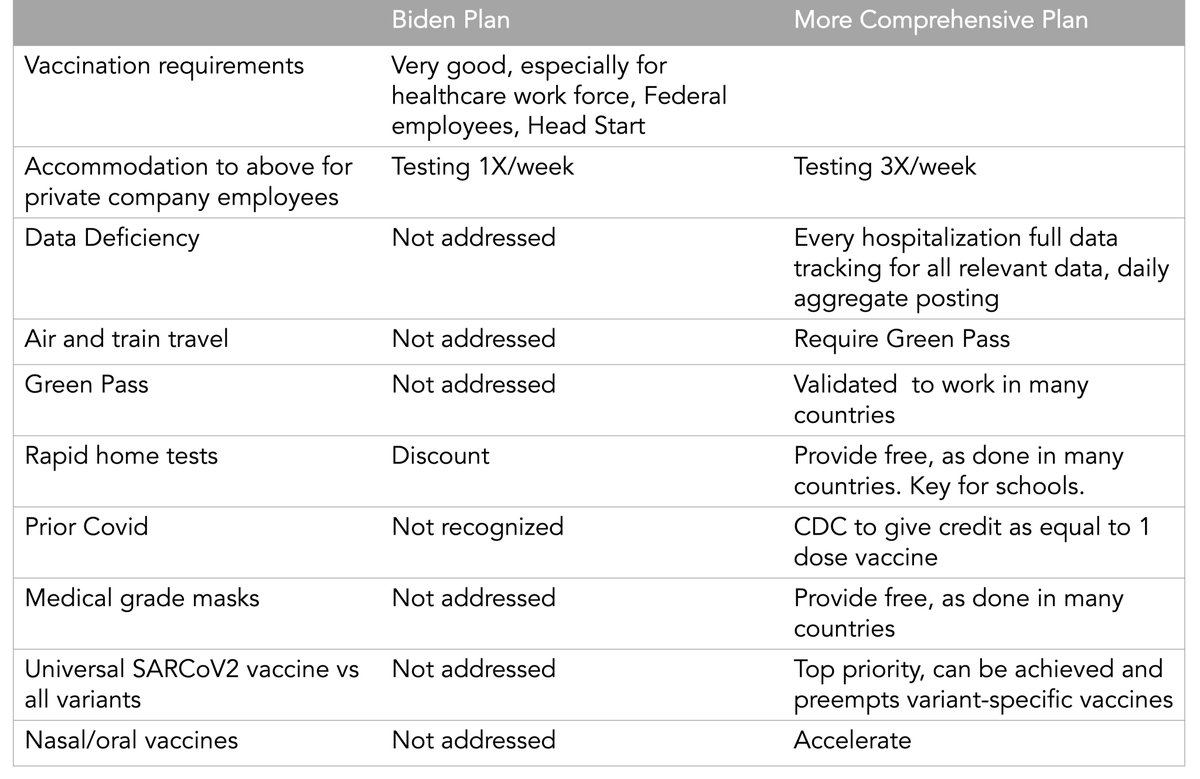 Biden Plan
More Comprehensive Plan
Vaccination requirements
Very good, especially for
healthcare work force, Federal
employees, Head Start
Accommodation to above for
private company employees
Testing 1X/week
Testing 3X/week
Data Deficiency
Not addressed
Every hospitalization full data
tracking for all relevant data, daily
aggregate posting
Air and train travel
Not addressed
Require Green Pass
Green Pass
Not addressed
Validated  to work in many
countries
Rapid home tests
Discount
Provide free, as done in many
countries. Key for schools.
Prior Covid
Not recognized
CDC to give credit as equal to 1
dose vaccine
Medical grade masks
Not addressed
Provide free, as done in many
countries
Universal SARCoV2 vaccine vs
all variants
Not addressed
Top priority, can be achieved and
preempts variant-specific vaccines
Nasal/oral vaccines
Not addressed
Accelerate